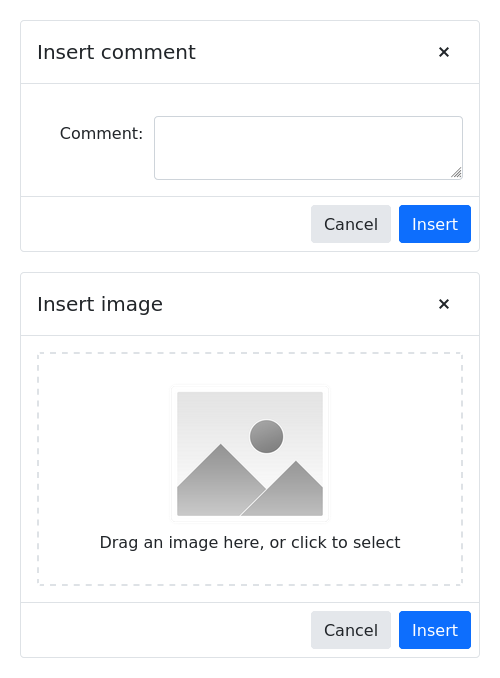 Insert comment
Comment:
Cancel Insert
Insert image
Drag an image here, or click to select
Cancel Insert